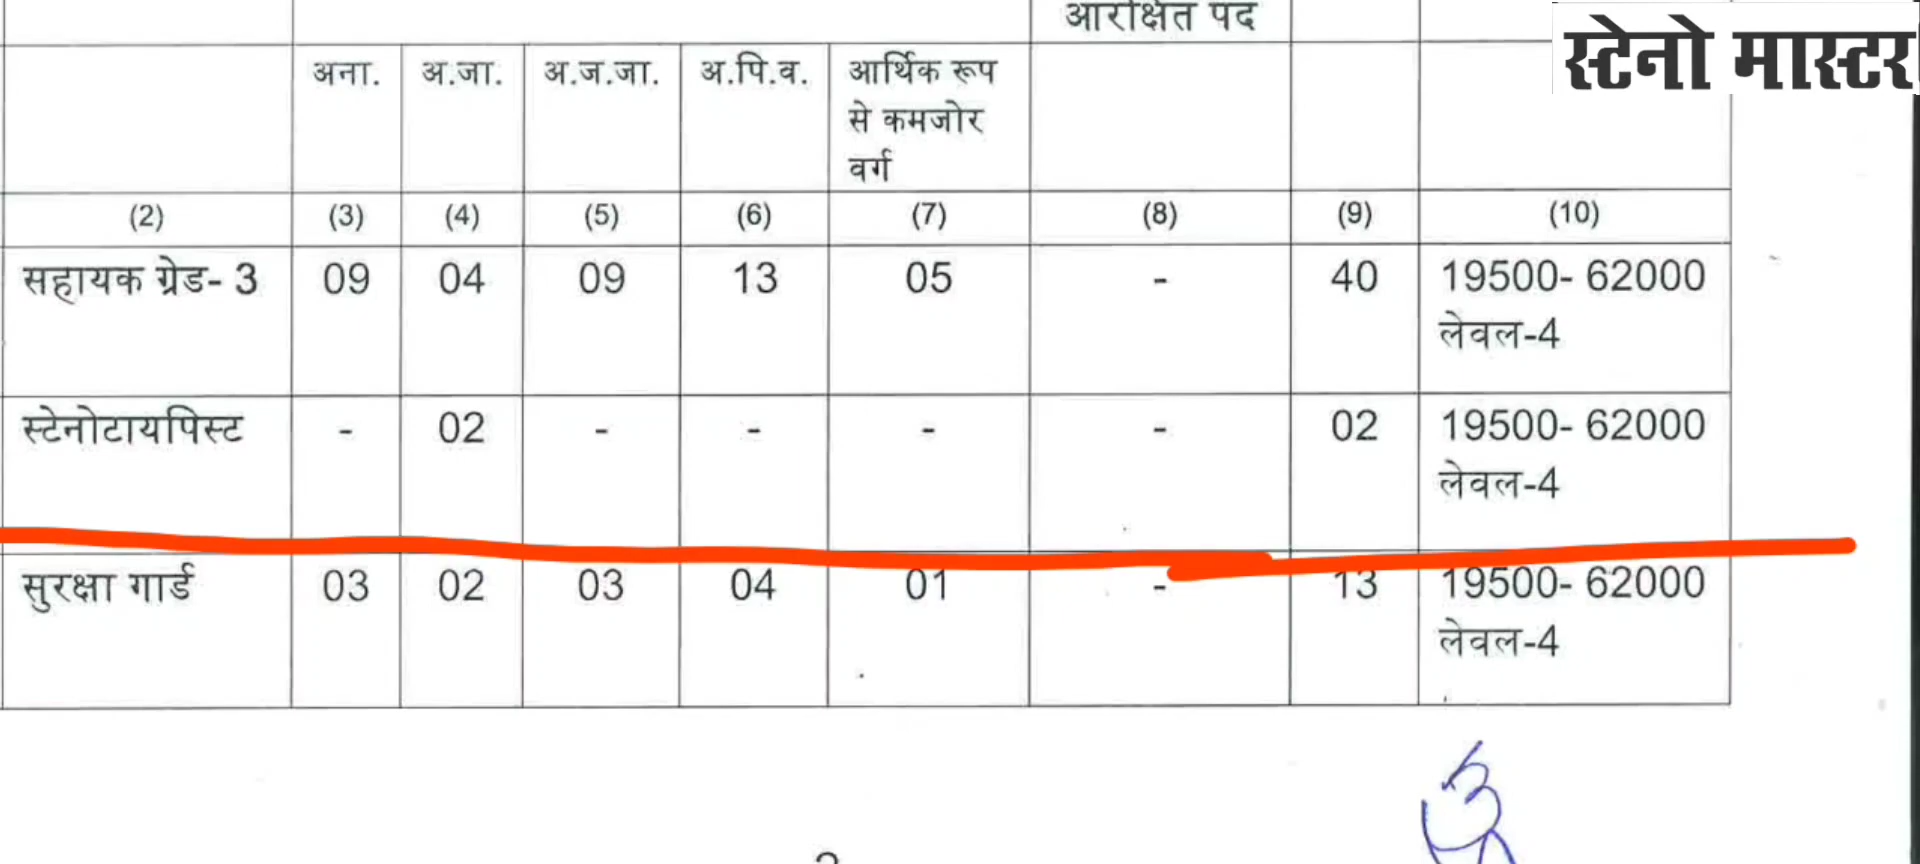 आरक्षित पद
स्टेनो मास्टर
अना. अ.जा. अ.ज.जा. अ.पि.व. आर्थिक रूप
से कमजोर
वर्ग
(2) (3) (4) (5) (6) (7) (8) (9) (10)
सहायक ग्रेड- 3 09 04 09 13 05 - 40 19500- 62000
लेवल-4
स्टेनोटायपिस्ट - 02 - - - - 02 19500- 62000
लेवल-4
सुरक्षा गार्ड 03 02 03 04 01 - 13 19500- 62000
लेवल-4